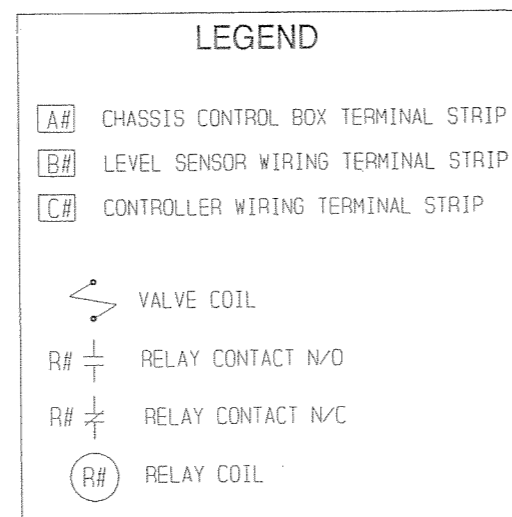 LEGEND
A# CHASSIS CONTROL BOX TERMINAL STRIP
B# LEVEL SENSOR WIRING TERMINAL STRIP
C# CONTROLLER WIRING TERMINAL STRIP
VALVE COIL
R# RELAY CONTACT N/O
R# RELAY CONTACT N/C
R# RELAY COIL